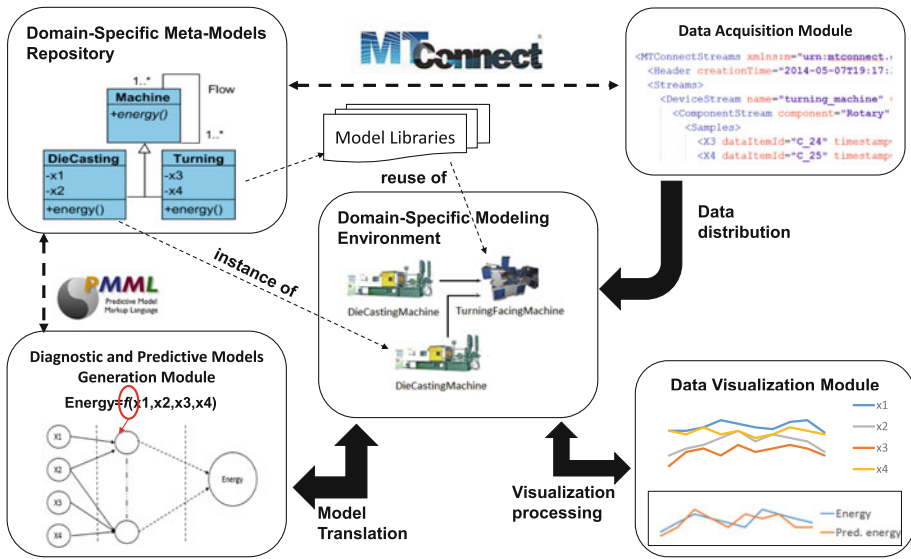 Domain-Specific Meta-Models
Repository
1..*
Machine
+energy()
Flow
1..*
DieCasting
-x1
-x2
+energy()
Turning
-x3
-x4
+energy()
MTConnect®
Data Acquisition Module
<MTConnectStreams xmlns:m="urn:mtconnect.
<Header creationTime="2014-05-07T19:17:
<Streams>
<DeviceStream name="turning_machine"
<ComponentStream component="Rotary"
<Samples>
<X3 dataItemId="C_24" timestamp
<X4 dataItemId="C_25" timestamp
Model Libraries
reuse of
instance of
Data
distribution
Domain-Specific Modeling
Environment
DieCastingMachine
TurningFacingMachine
DieCastingMachine
PMML
Predictive Model
Markup Language
Diagnostic and Predictive Models
Generation Module
Energy=f(x1,x2,x3,x4)
X1
X2
X3
X4
Energy
Model
Translation
Visualization
processing
Data Visualization Module
x1
x2
x3
x4
Energy
Pred. energy